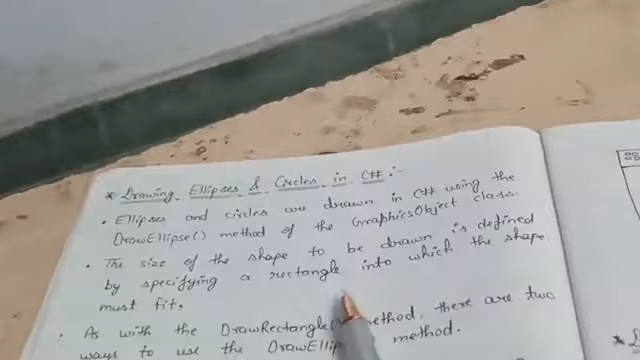 * Drawing Ellipses & Circles in C# :-
• Ellipses and circles are drawn in C# using the
DrawEllipse() method of the GraphicsObject class.
• The size of the shape to be drawn is defined
by specifying a rectangle into which the shape
must fit,
• As with the DrawRectangle() method, there are two
ways to use the DrawEllip method.